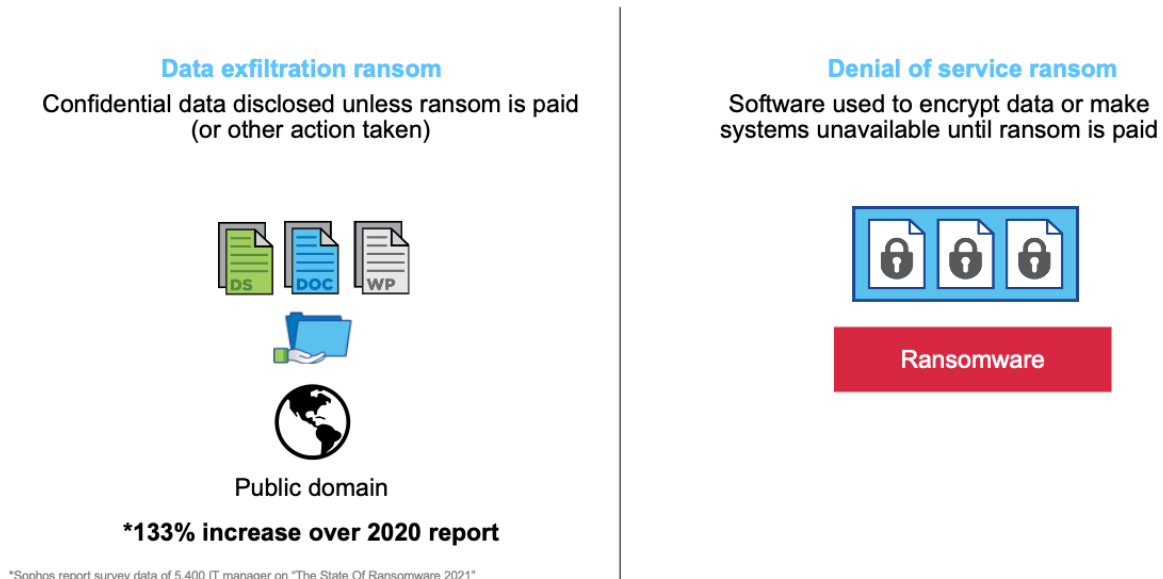 Data exfiltration ransom
Confidential data disclosed unless ransom is paid
(or other action taken)
DS
DOC
WP
Public domain
*133% increase over 2020 report
*Sophos report survey data of 5,400 IT manager on “The State Of Ransomware 2021”
Denial of service ransom
Software used to encrypt data or make
systems unavailable until ransom is paid
Ransomware